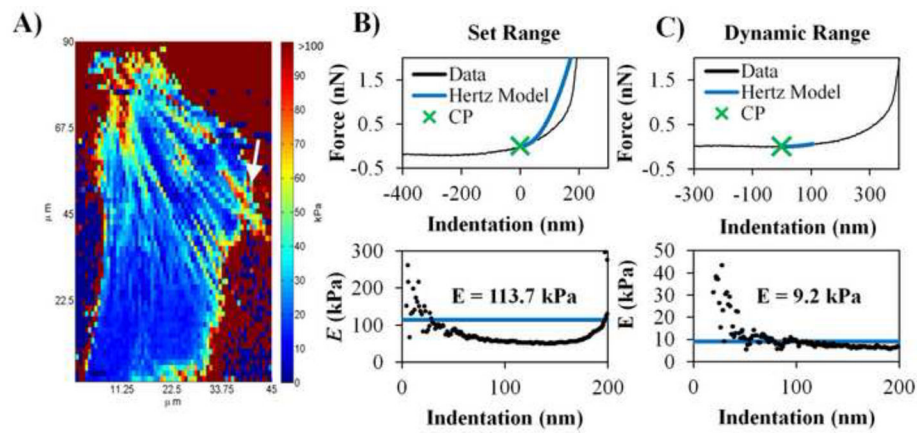 A)
90
67.5
45
22.5
μm
11.25 22.5 33.75 45
μm
>100
90
80
70
60
50
40
30
20
10
0
kPa
B) Set Range
Force (nN)
1.5
0.5
-0.5
Data
Hertz Model
CP
-400 -200 0 200
Indentation (nm)
E (kPa)
300
200
100
0
E = 113.7 kPa
0 100 200
Indentation (nm)
C) Dynamic Range
Force (nN)
1.5
0.5
-0.5
Data
Hertz Model
CP
-300 -100 100 300
Indentation (nm)
E (kPa)
50
40
30
20
10
0
E = 9.2 kPa
0 100 200
Indentation (nm)